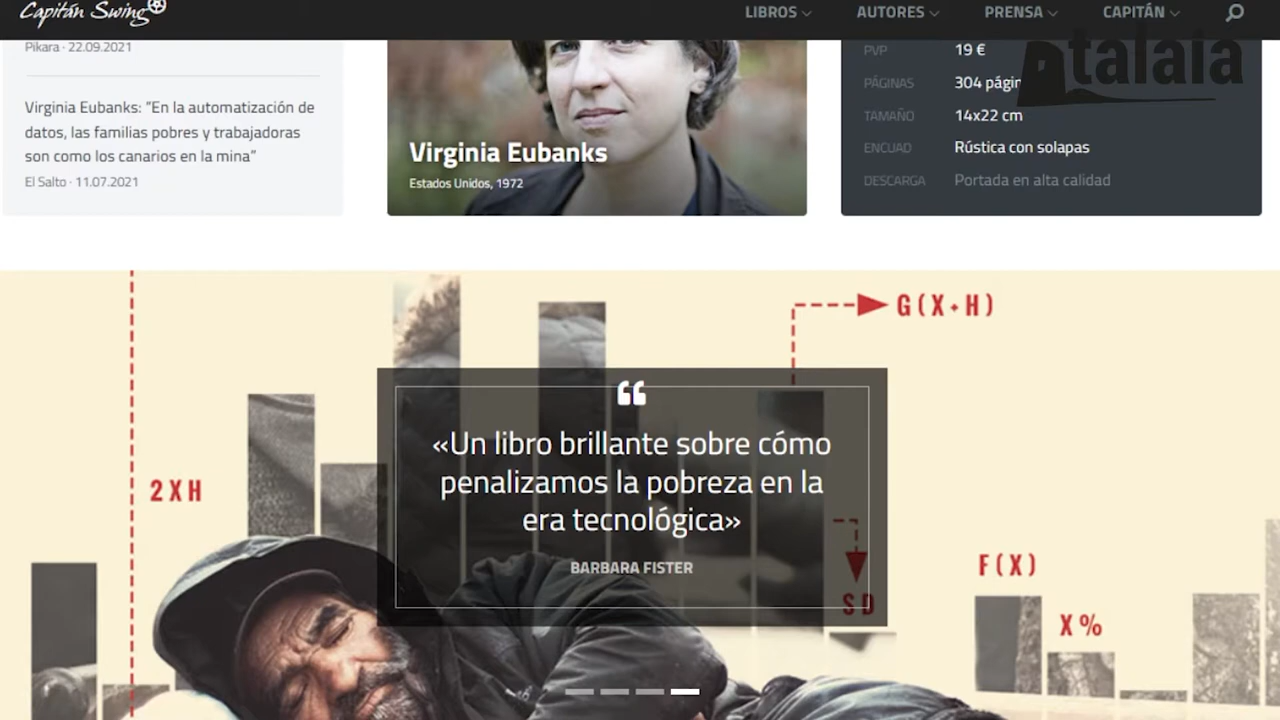 Capitán Swing
LIBROS
AUTORES
PRENSA
CAPITÁN
Pikara · 22.09.2021
Virginia Eubanks: “En la automatización de
datos, las familias pobres y trabajadoras
son como los canarios en la mina”
El Salto · 11.07.2021
Virginia Eubanks
Estados Unidos, 1972
PVP 19 €
PÁGINAS 304 págin
TAMAÑO 14x22 cm
ENCUAD Rústica con solapas
DESCARGA Portada en alta calidad
atalaia
G(X+H)
2XH
«Un libro brillante sobre cómo
penalizamos la pobreza en la
era tecnológica»
BARBARA FISTER
SD
F(X)
X%